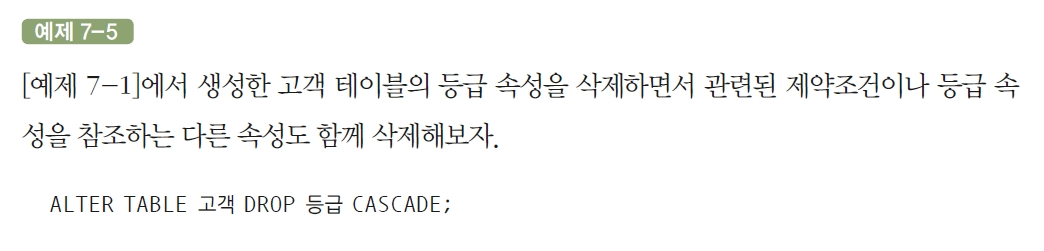 예제 7-5
[예제 7-1]에서 생성한 고객 테이블의 등급 속성을 삭제하면서 관련된 제약조건이나 등급 속
성을 참조하는 다른 속성도 함께 삭제해보자.
ALTER TABLE 고객 DROP 등급 CASCADE;